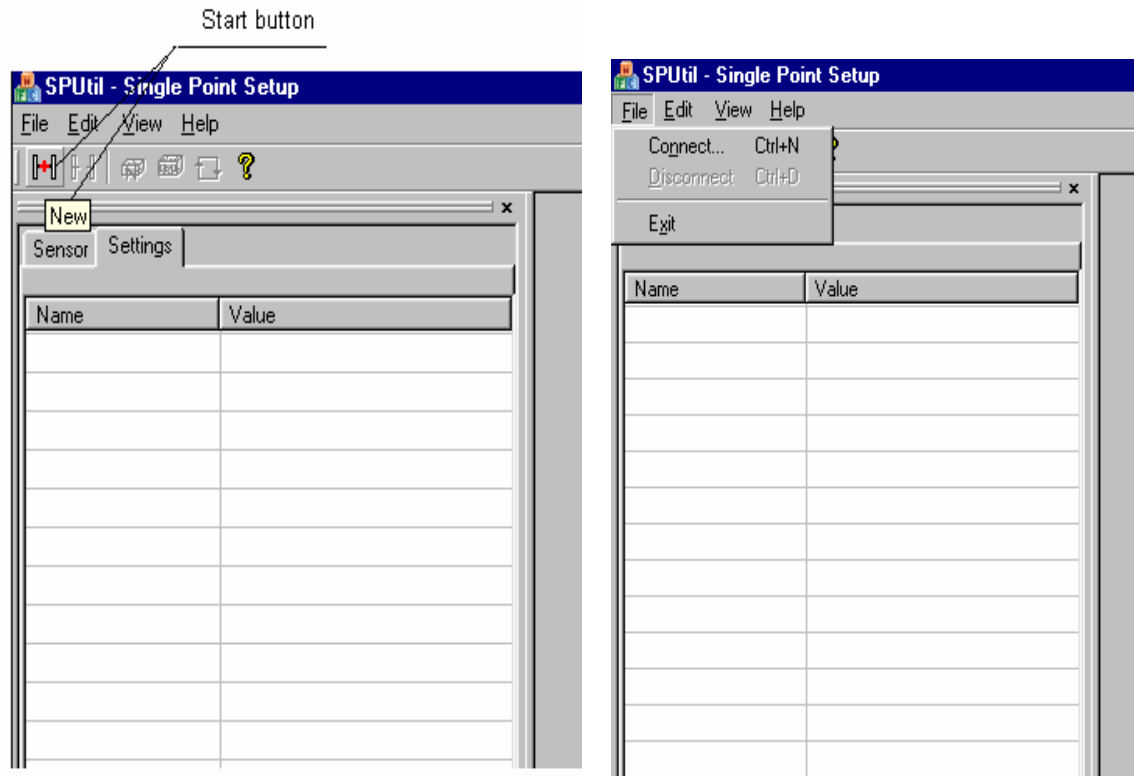 Start button
SPUtil - Single Point Setup
File Edit View Help
New
Sensor Settings
Name Value
SPUtil - Single Point Setup
File Edit View Help
Connect... Ctrl+N
Disconnect Ctrl+D
Exit
Name Value